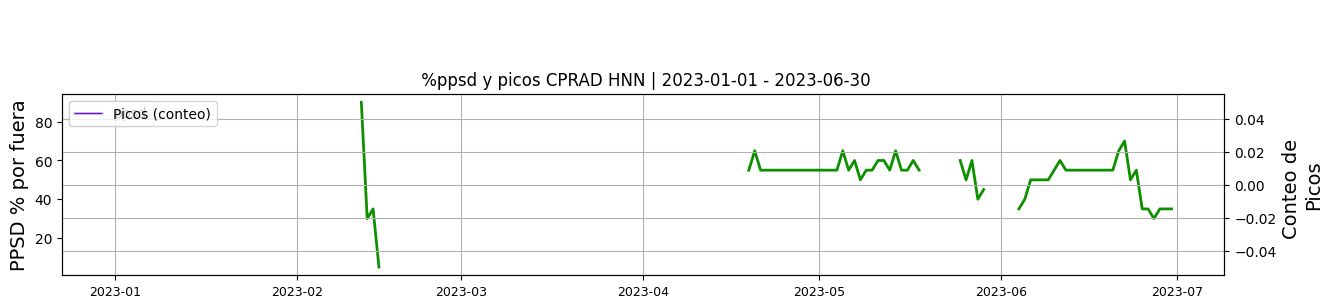 %ppsd y picos CPRAD HNN | 2023-01-01 - 2023-06-30
PPSD % por fuera
80
60
40
20
Picos (conteo)
0.04
0.02
0.00
−0.02
−0.04
Conteo de
Picos
2023-01 2023-02 2023-03 2023-04 2023-05 2023-06 2023-07